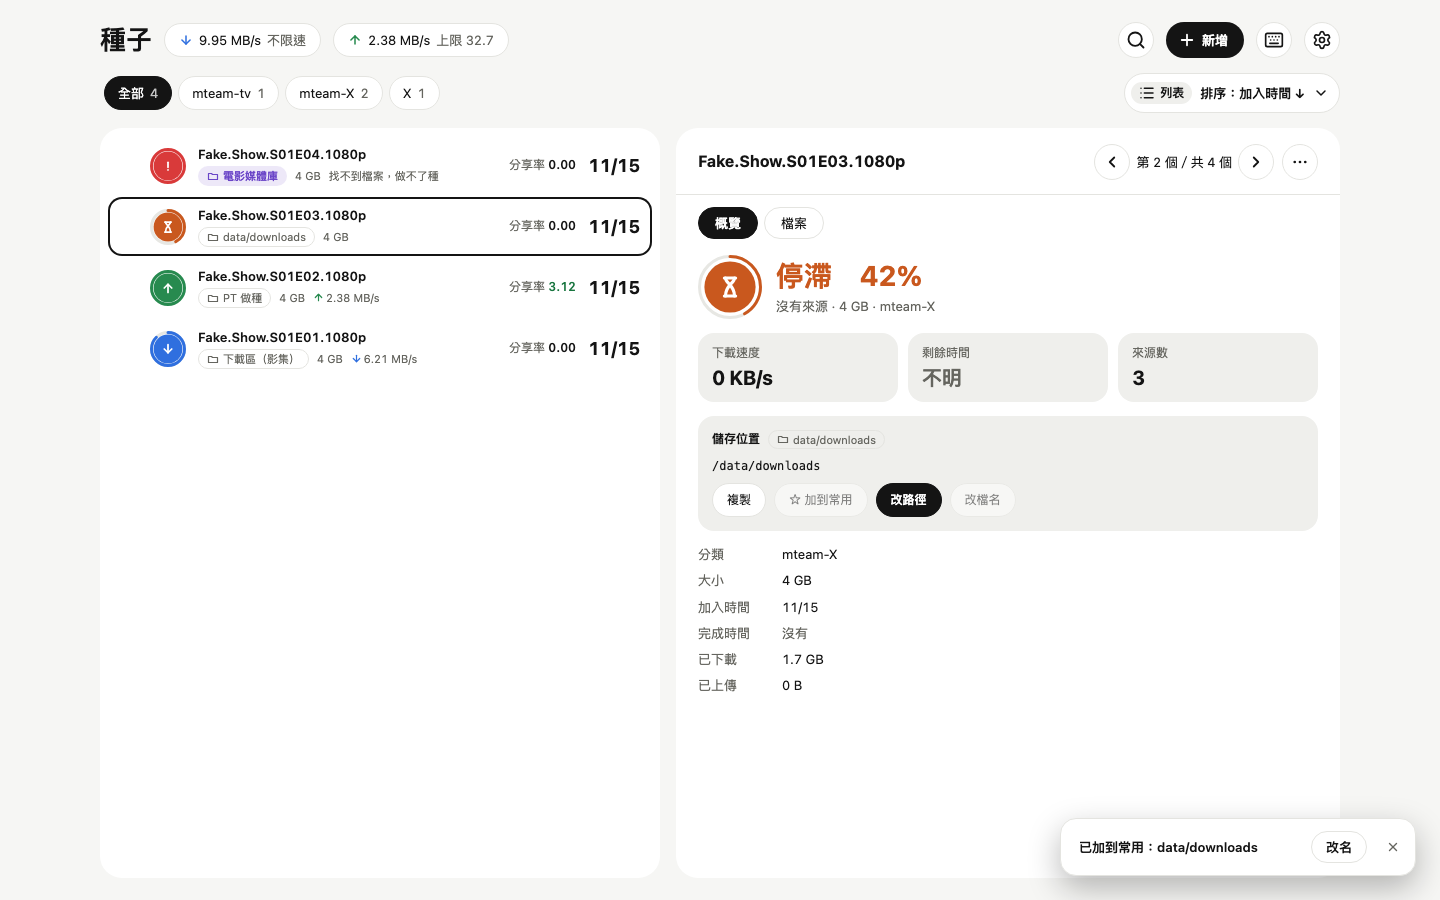 種子
9.95 MB/s 不限速
2.38 MB/s 上限 32.7
新增
全部 4
mteam-tv 1
mteam-X 2
X 1
列表
排序：加入時間
Fake.Show.S01E04.1080p
電影媒體庫 4 GB 找不到檔案，做不了種
分享率 0.00 11/15
Fake.Show.S01E03.1080p
data/downloads 4 GB
分享率 0.00 11/15
Fake.Show.S01E02.1080p
PT 做種 4 GB 2.38 MB/s
分享率 3.12 11/15
Fake.Show.S01E01.1080p
下載區（影集） 4 GB 6.21 MB/s
分享率 0.00 11/15
Fake.Show.S01E03.1080p
第 2 個 / 共 4 個
概覽
檔案
停滯 42%
沒有來源 · 4 GB · mteam-X
下載速度
0 KB/s
剩餘時間
不明
來源數
3
儲存位置 data/downloads
/data/downloads
複製
加到常用
改路徑
改檔名
分類 mteam-X
大小 4 GB
加入時間 11/15
完成時間 沒有
已下載 1.7 GB
已上傳 0 B
已加到常用：data/downloads
改名